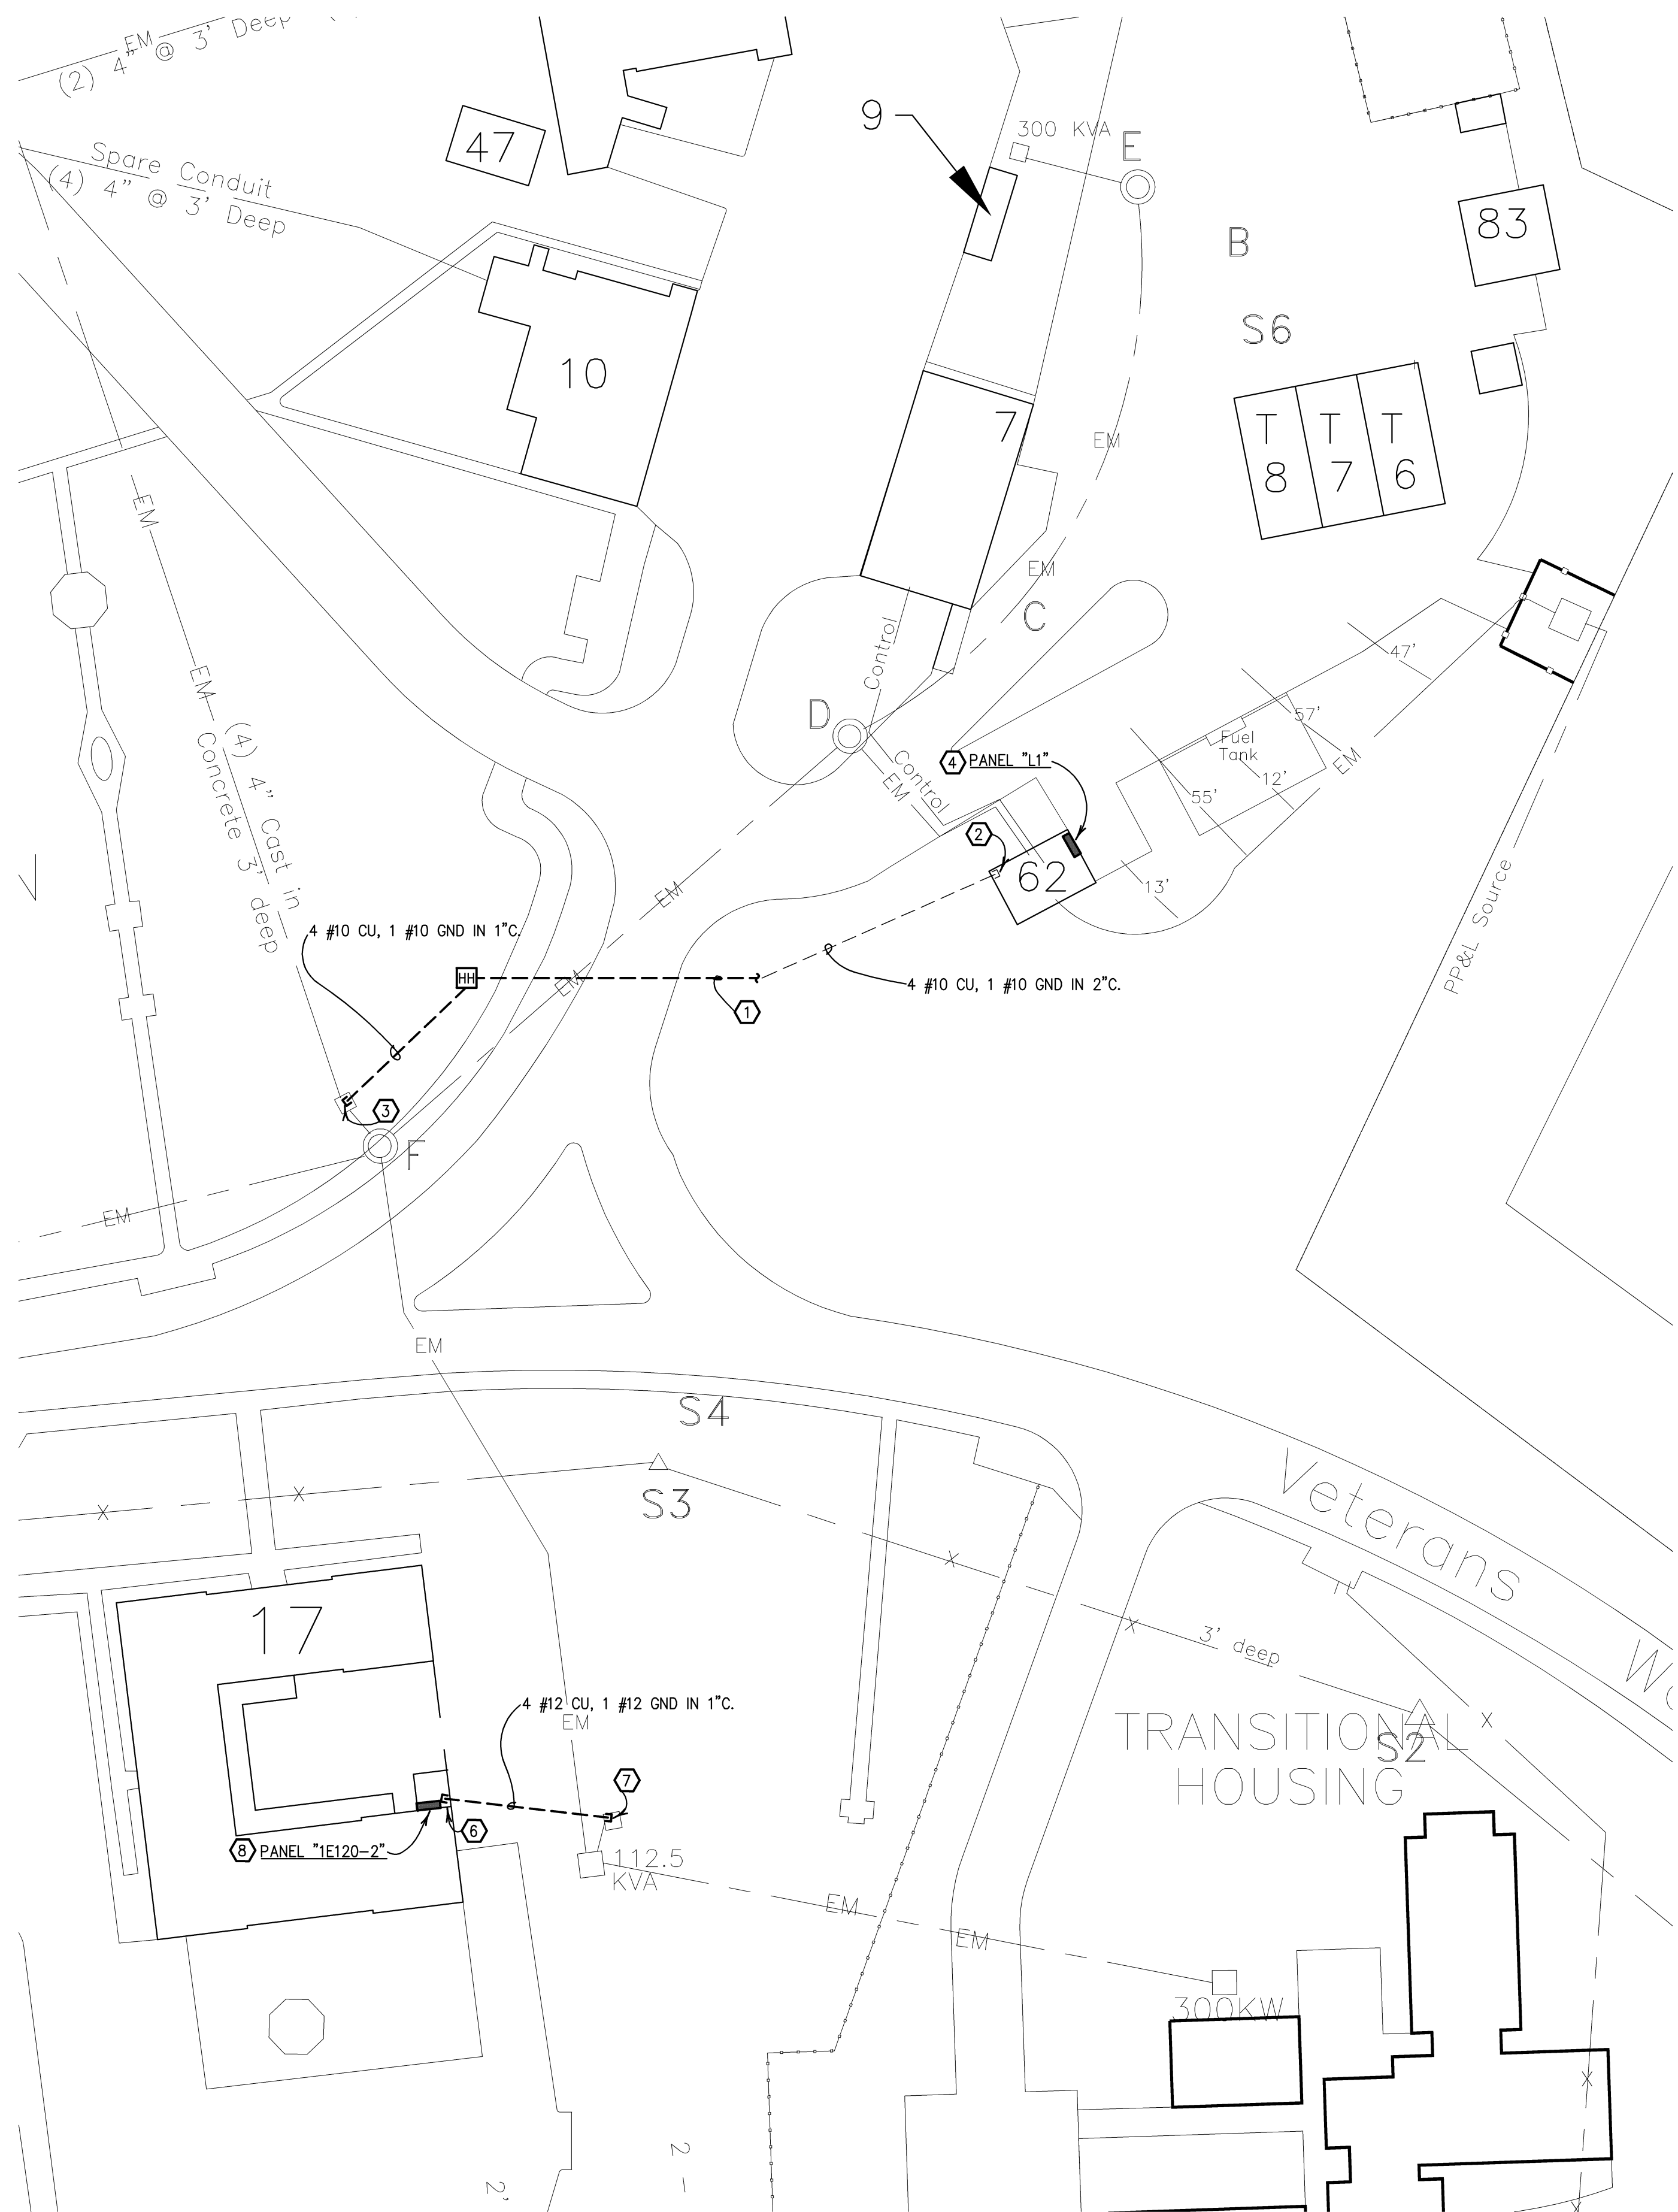 EM
(2) 4" @ 3' Deep
Spare Conduit
(4) 4" @ 3' Deep
47
9
300 KVA
E
B
83
S6
10
7
EM
T
8
T
7
T
6
EM
EM
EM
C
Control
D
Control
EM
4
PANEL "L1"
47'
57'
Fuel
Tank
12'
55'
EM
(4) 4" Cast in
Concrete 3' deep
2
62
13'
EM
PP&L Source
4 #10 CU, 1 #10 GND IN 1"C.
HH
EM
1
4 #10 CU, 1 #10 GND IN 2"C.
3
F
EM
EM
S4
S3
X
X
X
X
Veterans
3' deep
17
4 #12 CU, 1 #12 GND IN 1"C.
EM
TRANSITIONAL
HOUSING
S2
X
7
6
8
PANEL "1E120-2"
112.5
KVA
EM
EM
300KW
X
2 -
2'
X